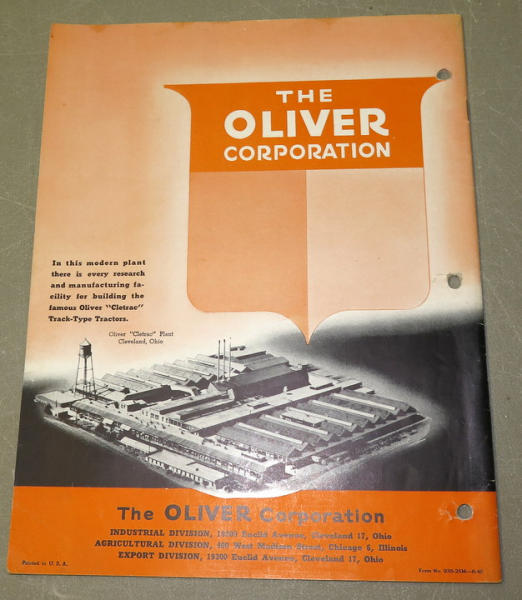 THE
OLIVER
CORPORATION
In this modern plant
there is every research
and manufacturing fa-
cility for building the
famous Oliver "Cletrac"
Track-Type Tractors.
Oliver "Cletrac" Plant
Cleveland, Ohio
The OLIVER Corporation
INDUSTRIAL DIVISION, 19300 Euclid Avenue, Cleveland 17, Ohio
AGRICULTURAL DIVISION, 400 West Madison Street, Chicago 6, Illinois
EXPORT DIVISION, 19300 Euclid Avenue, Cleveland 17, Ohio
Printed in U. S. A.
Form No.